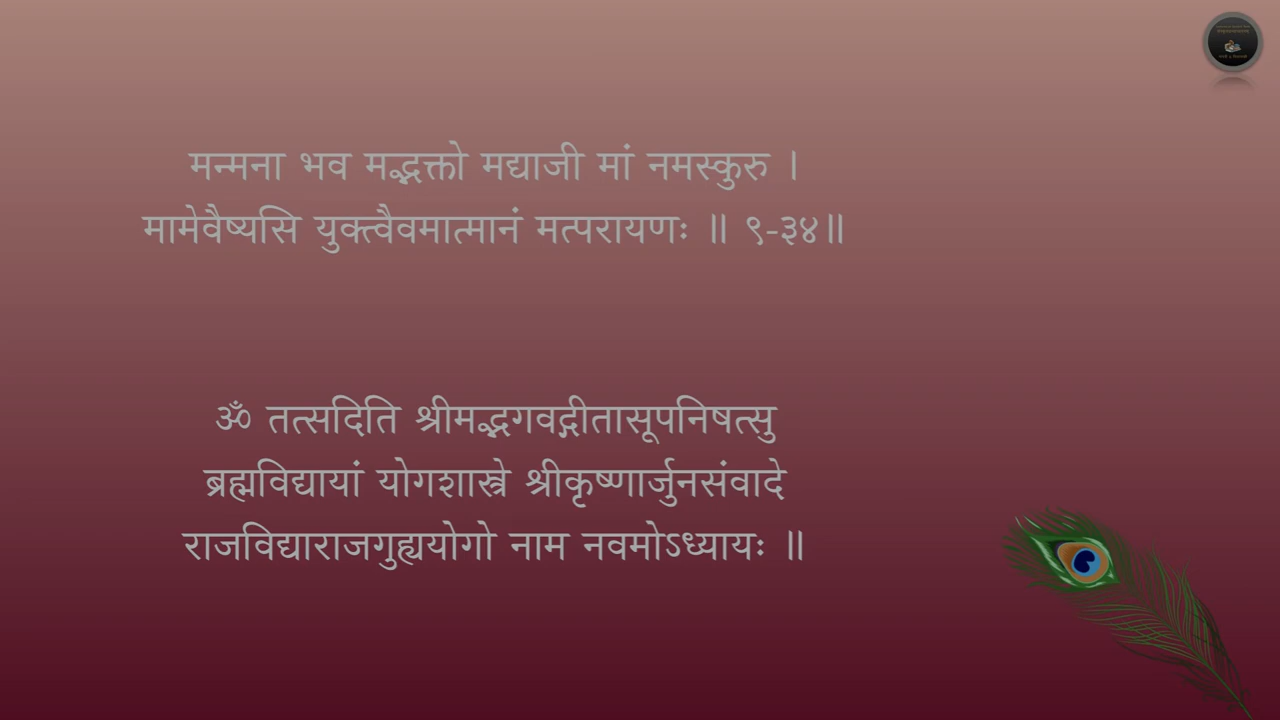 मन्मना भव मद्भक्तो मद्याजी मां नमस्कुरु ।
मामेवैष्यसि युक्त्वैवमात्मानं मत्परायणः ॥ ९-३४॥
ॐ तत्सदिति श्रीमद्भगवद्गीतासूपनिषत्सु
ब्रह्मविद्यायां योगशास्त्रे श्रीकृष्णार्जुनसंवादे
राजविद्याराजगुह्ययोगो नाम नवमोऽध्यायः ॥